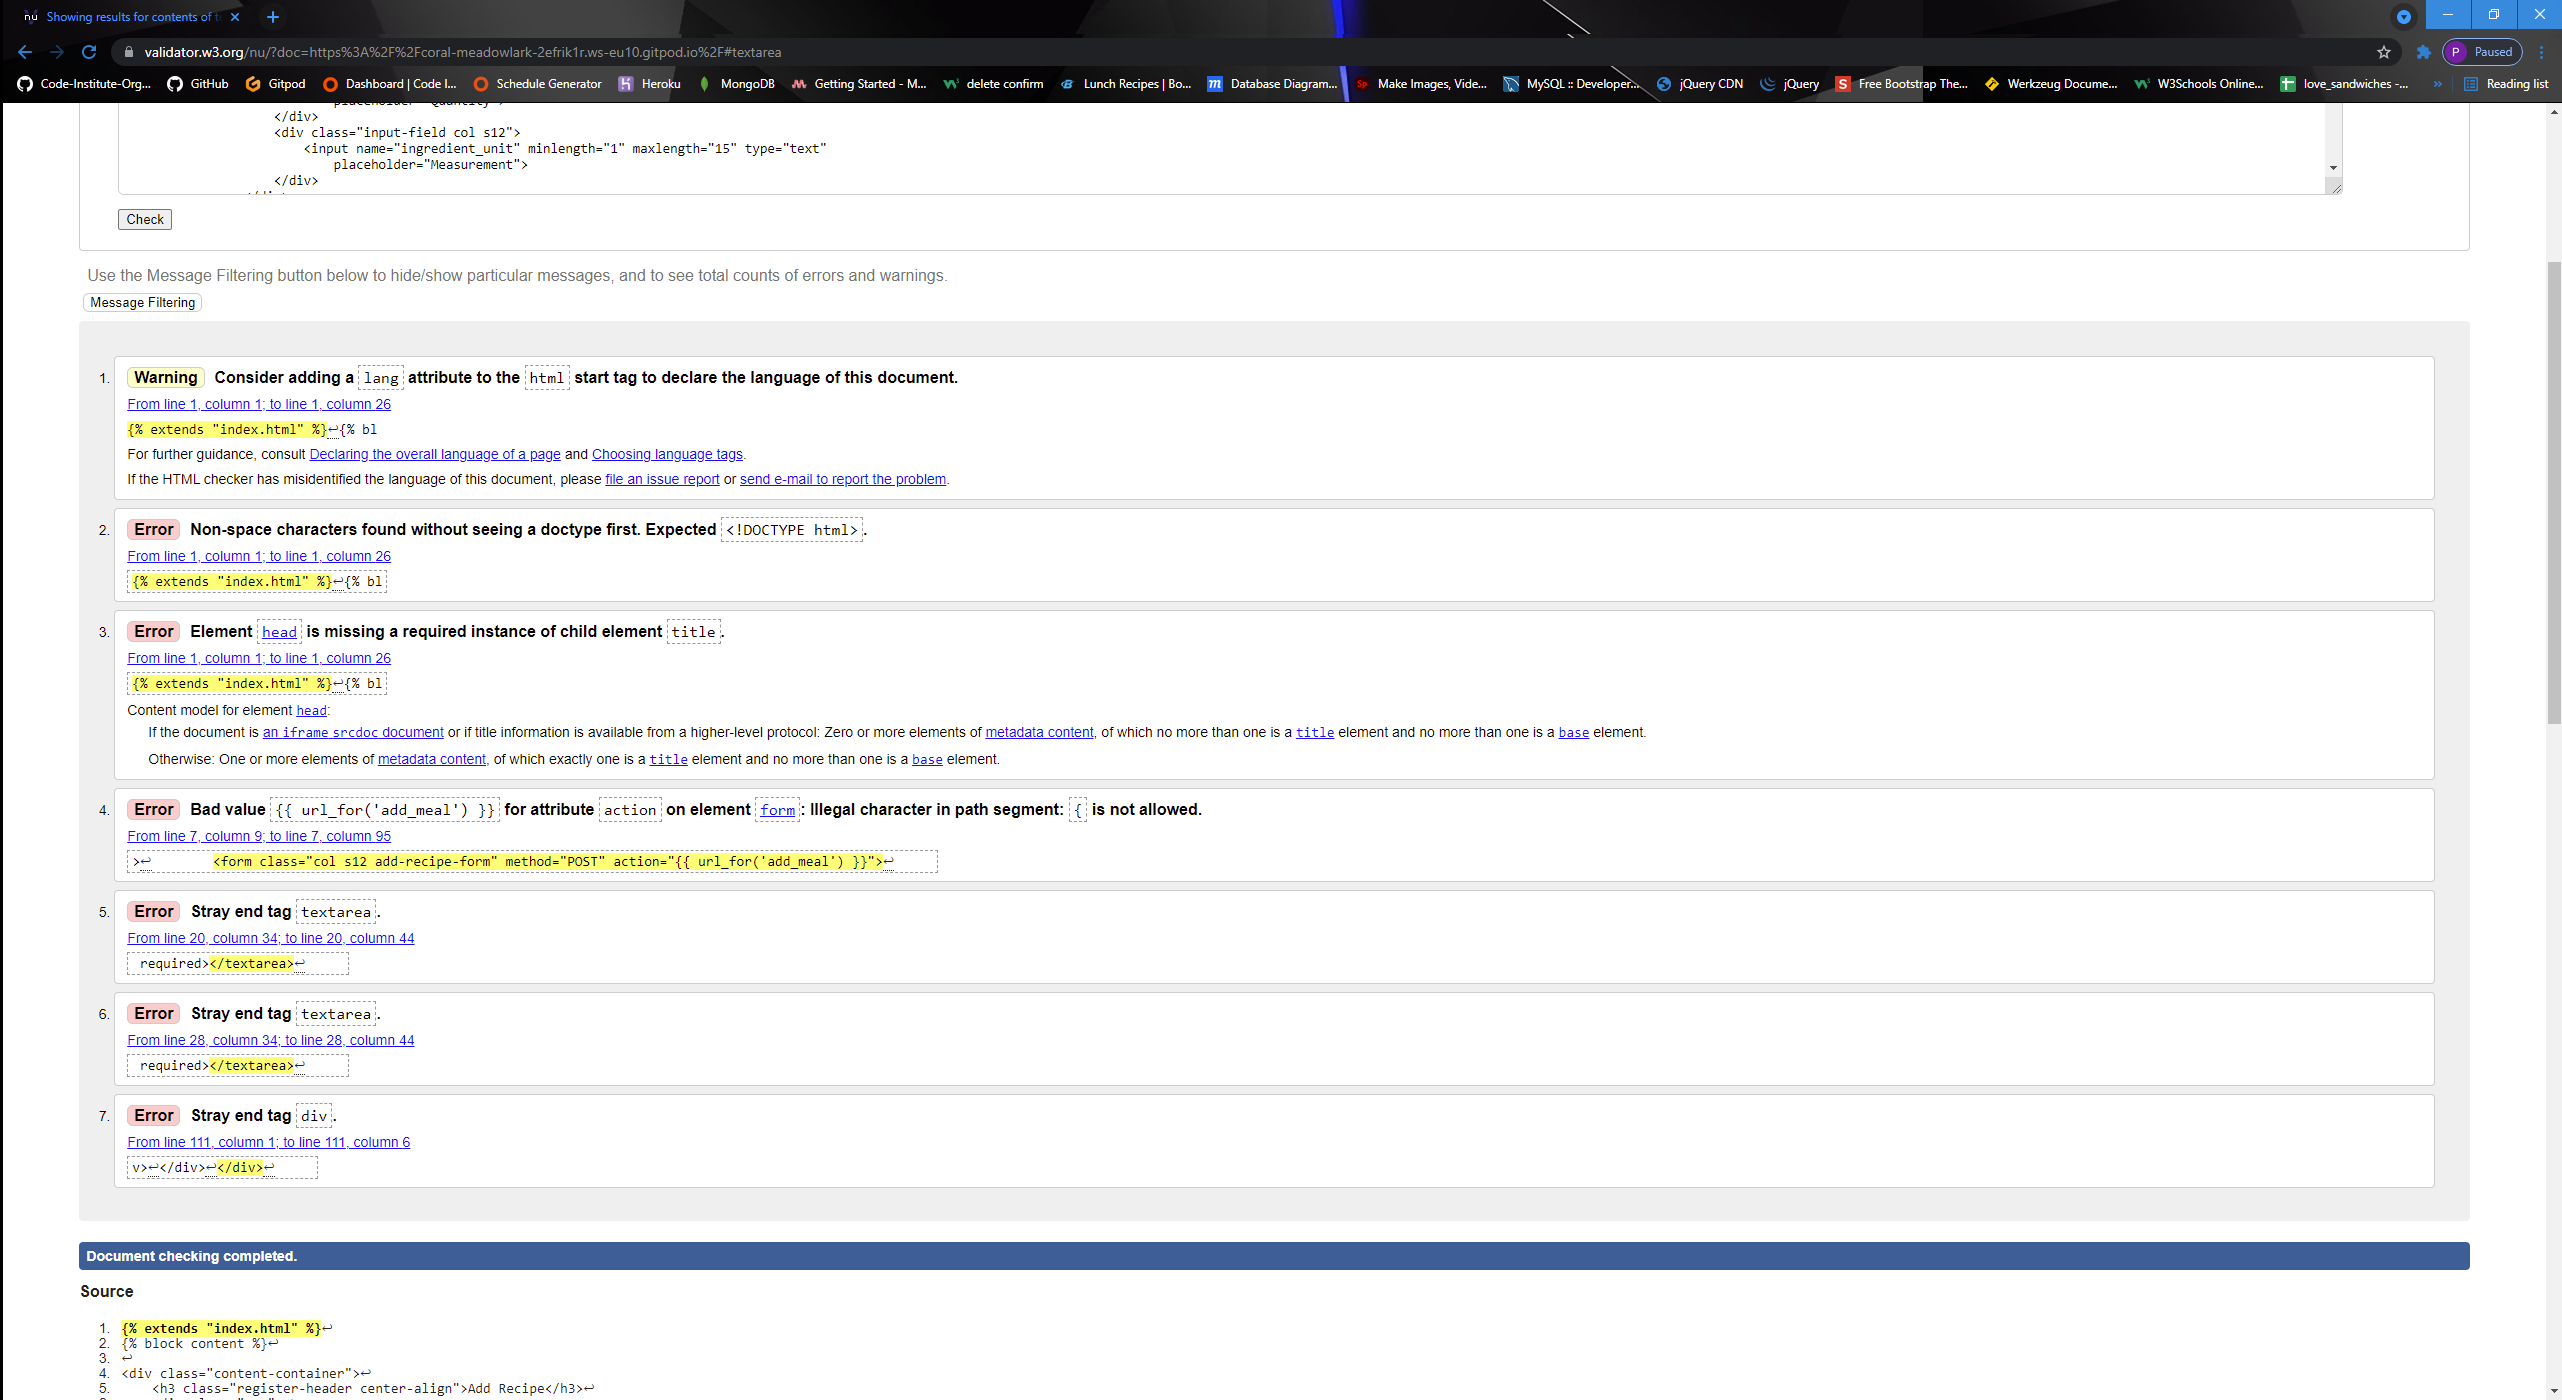 Showing results for contents of t
validator.w3.org/nu/?doc=https%3A%2F%2Fcoral-meadowlark-2efrik1r.ws-eu10.gitpod.io%2F#textarea
P Paused
Code-Institute-Org... GitHub Gitpod Dashboard | Code I... Schedule Generator Heroku MongoDB Getting Started - M... delete confirm Lunch Recipes | Bo... Database Diagram... Make Images, Vide... MySQL :: Developer... jQuery CDN jQuery Free Bootstrap The... Werkzeug Docume... W3Schools Online... love_sandwiches -... » Reading list
placeholder="Quantity">
</div>
<div class="input-field col s12">
<input name="ingredient_unit" minlength="1" maxlength="15" type="text"
placeholder="Measurement">
</div>
Check
Use the Message Filtering button below to hide/show particular messages, and to see total counts of errors and warnings.
Message Filtering
1. Warning Consider adding a lang attribute to the html start tag to declare the language of this document.
From line 1, column 1; to line 1, column 26
{% extends "index.html" %}↩{% bl
For further guidance, consult Declaring the overall language of a page and Choosing language tags.
If the HTML checker has misidentified the language of this document, please file an issue report or send e-mail to report the problem.
2. Error Non-space characters found without seeing a doctype first. Expected <!DOCTYPE html>.
From line 1, column 1; to line 1, column 26
{% extends "index.html" %}↩{% bl
3. Error Element head is missing a required instance of child element title.
From line 1, column 1; to line 1, column 26
{% extends "index.html" %}↩{% bl
Content model for element head:
If the document is an iframe srcdoc document or if title information is available from a higher-level protocol: Zero or more elements of metadata content, of which no more than one is a title element and no more than one is a base element.
Otherwise: One or more elements of metadata content, of which exactly one is a title element and no more than one is a base element.
4. Error Bad value {{ url_for('add_meal') }} for attribute action on element form: Illegal character in path segment: { is not allowed.
From line 7, column 9; to line 7, column 95
>↩ <form class="col s12 add-recipe-form" method="POST" action="{{ url_for('add_meal') }}">↩
5. Error Stray end tag textarea.
From line 20, column 34; to line 20, column 44
required></textarea>↩
6. Error Stray end tag textarea.
From line 28, column 34; to line 28, column 44
required></textarea>↩
7. Error Stray end tag div.
From line 111, column 1; to line 111, column 6
v>↩</div>↩</div>↩
Document checking completed.
Source
1. {% extends "index.html" %}↩
2. {% block content %}↩
3. ↩
4. <div class="content-container">↩
5. <h3 class="register-header center-align">Add Recipe</h3>↩